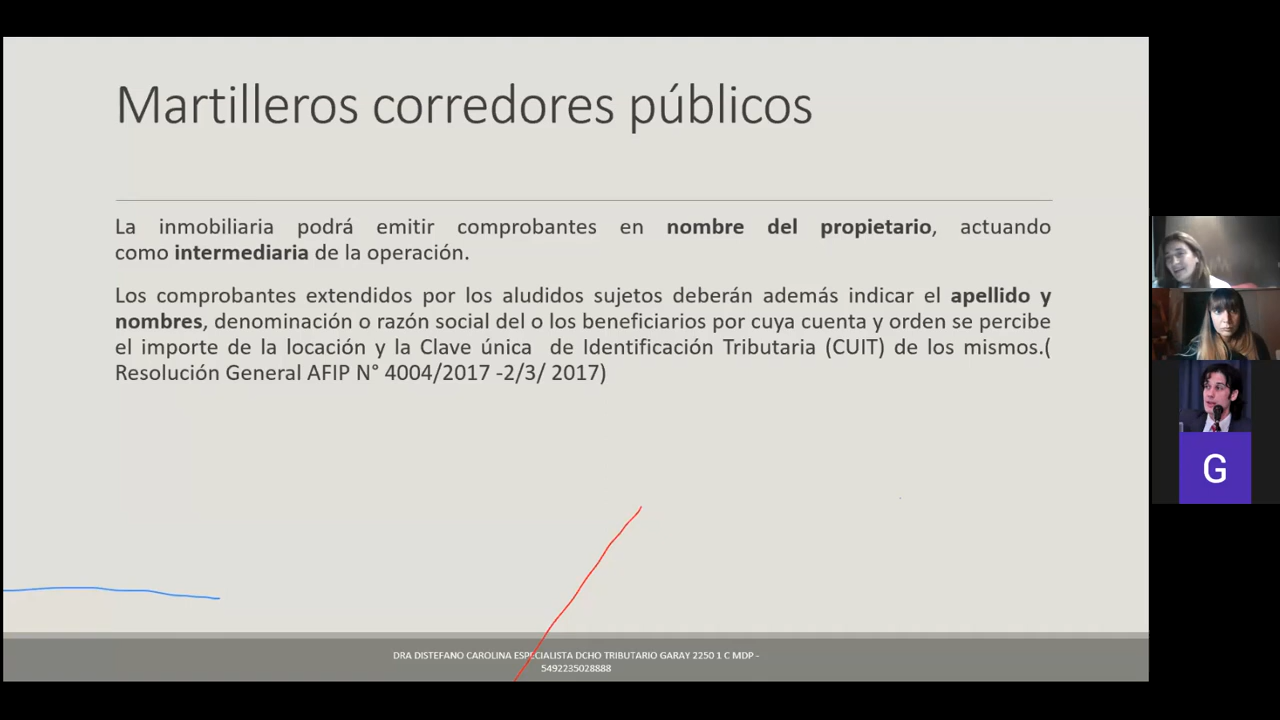 Martilleros corredores públicos
La inmobiliaria podrá emitir comprobantes en nombre del propietario, actuando
como intermediaria de la operación.
Los comprobantes extendidos por los aludidos sujetos deberán además indicar el apellido y
nombres, denominación o razón social del o los beneficiarios por cuya cuenta y orden se percibe
el importe de la locación y la Clave única de Identificación Tributaria (CUIT) de los mismos.(
Resolución General AFIP N° 4004/2017 -2/3/ 2017)
DRA DISTEFANO CAROLINA ESPECIALISTA DCHO TRIBUTARIO GARAY 2250 1 C MDP -
5492235028888
G